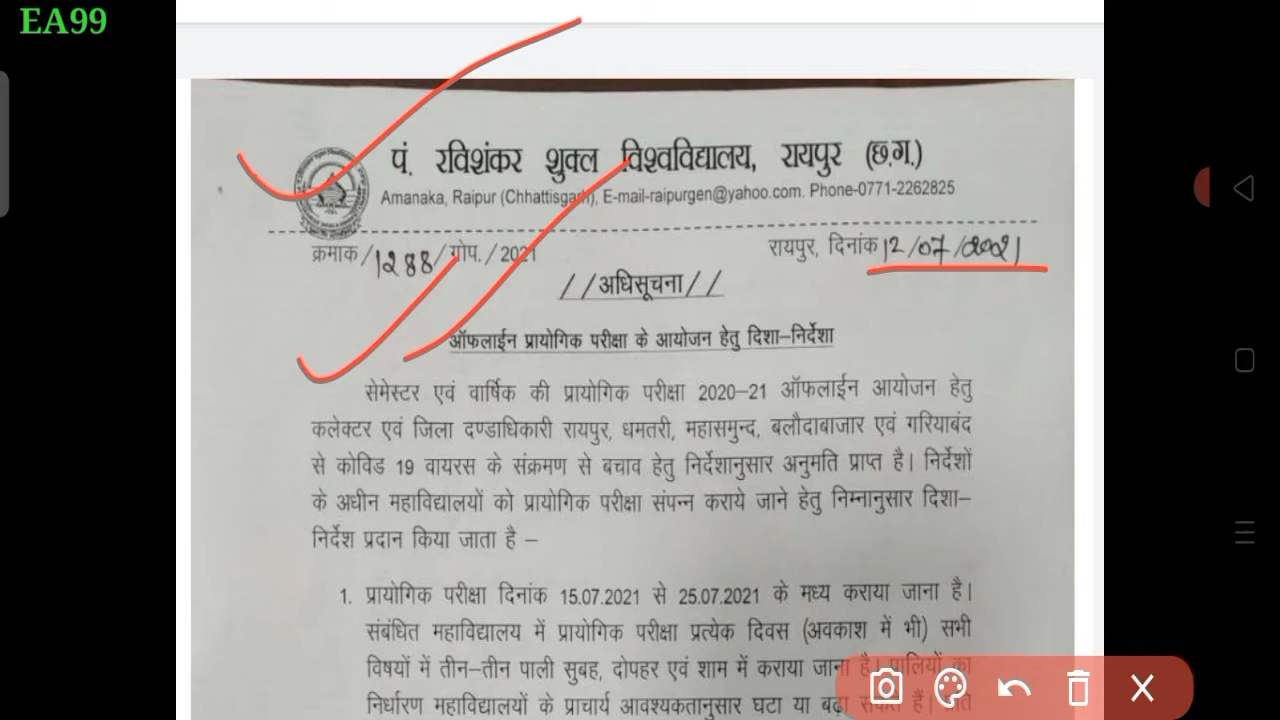 EA99
पं. रविशंकर शुक्ल विश्वविद्यालय, रायपुर (छ.ग.)
Amanaka, Raipur (Chhattisgarh), E-mail-raipurgen@yahoo.com. Phone-0771-2262825
क्रमाक/1288/गोप./2021 रायपुर, दिनांक 12/07/2021
//अधिसूचना//
ऑफलाईन प्रायोगिक परीक्षा के आयोजन हेतु दिशा–निर्देश
सेमेस्टर एवं वार्षिक की प्रायोगिक परीक्षा 2020–21 ऑफलाईन आयोजन हेतु
कलेक्टर एवं जिला दण्डाधिकारी रायपुर, धमतरी, महासमुन्द, बलौदाबाजार एवं गरियाबंद
से कोविड 19 वायरस के संक्रमण से बचाव हेतु निर्देशानुसार अनुमति प्राप्त है। निर्देशों
के अधीन महाविद्यालयों को प्रायोगिक परीक्षा संपन्न कराये जाने हेतु निम्नानुसार दिशा–
निर्देश प्रदान किया जाता है –
1. प्रायोगिक परीक्षा दिनांक 15.07.2021 से 25.07.2021 के मध्य कराया जाना है।
संबंधित महाविद्यालय में प्रायोगिक परीक्षा प्रत्येक दिवस (अवकाश में भी) सभी
विषयों में तीन–तीन पाली सुबह, दोपहर एवं शाम में कराया जाना है। पालियों का
निर्धारण महाविद्यालयों के प्राचार्य आवश्यकतानुसार घटा या बढ़ा सकते हैं। प्रति